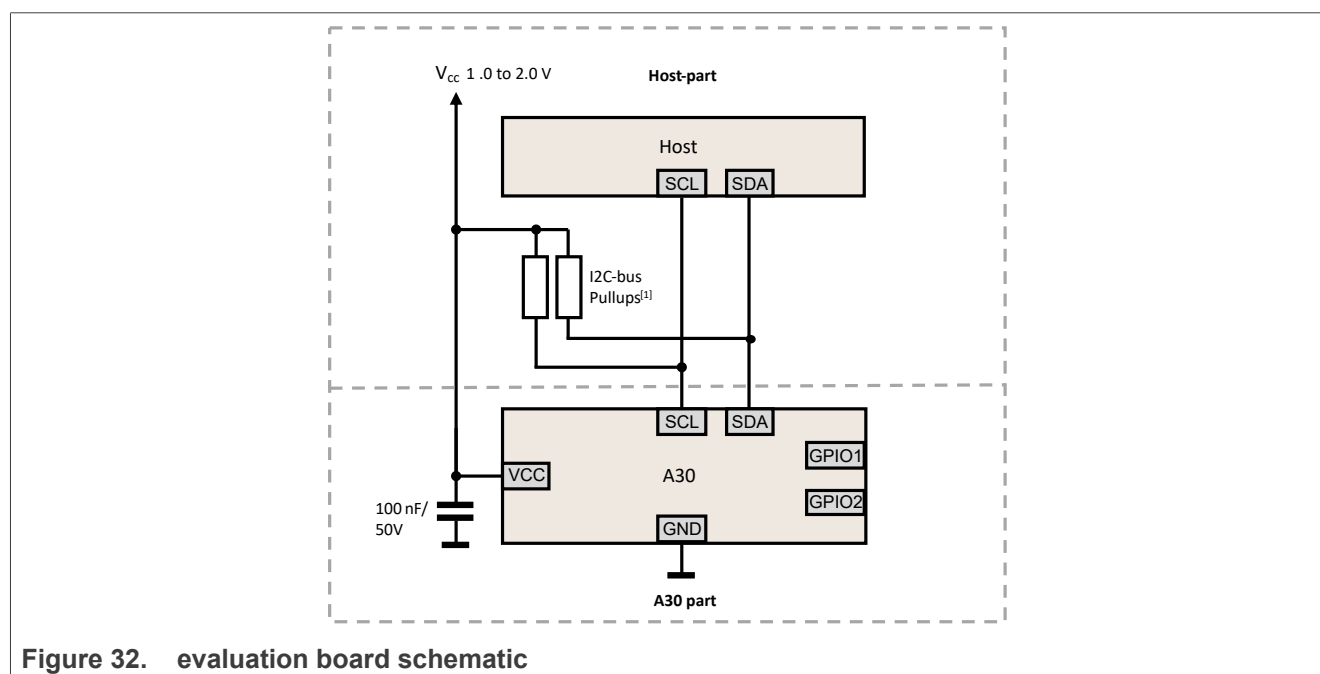 V_cc 1 .0 to 2.0 V
Host-part
Host
SCL
SDA
I2C-bus
Pullups[1]
SCL
SDA
GPIO1
VCC
A30
GPIO2
100 nF/
50V
GND
A30 part
Figure 32. evaluation board schematic